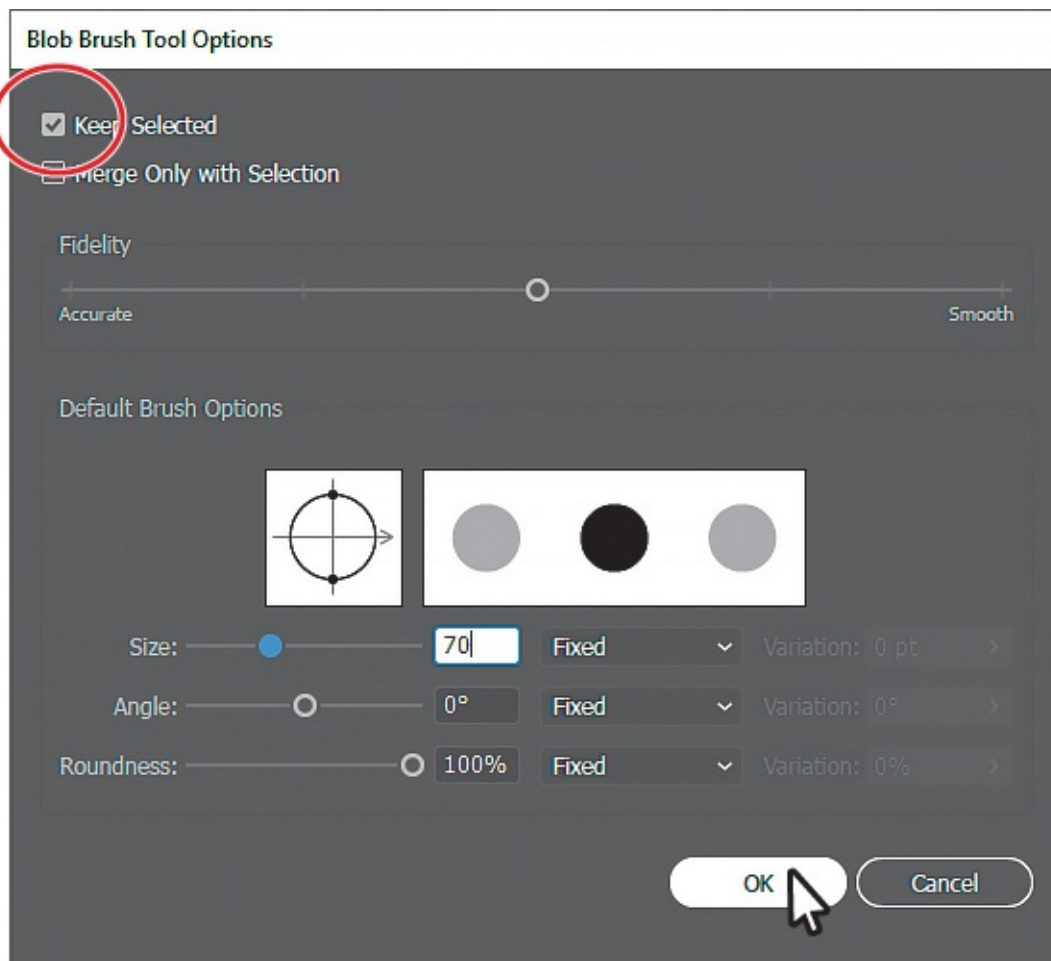 Blob Brush Tool Options
Keep Selected
Merge Only with Selection
Fidelity
Accurate Smooth
Default Brush Options
Size: 70 Fixed Variation: 0 pt
Angle: 0° Fixed Variation: 0°
Roundness: 100% Fixed Variation: 0%
OK Cancel